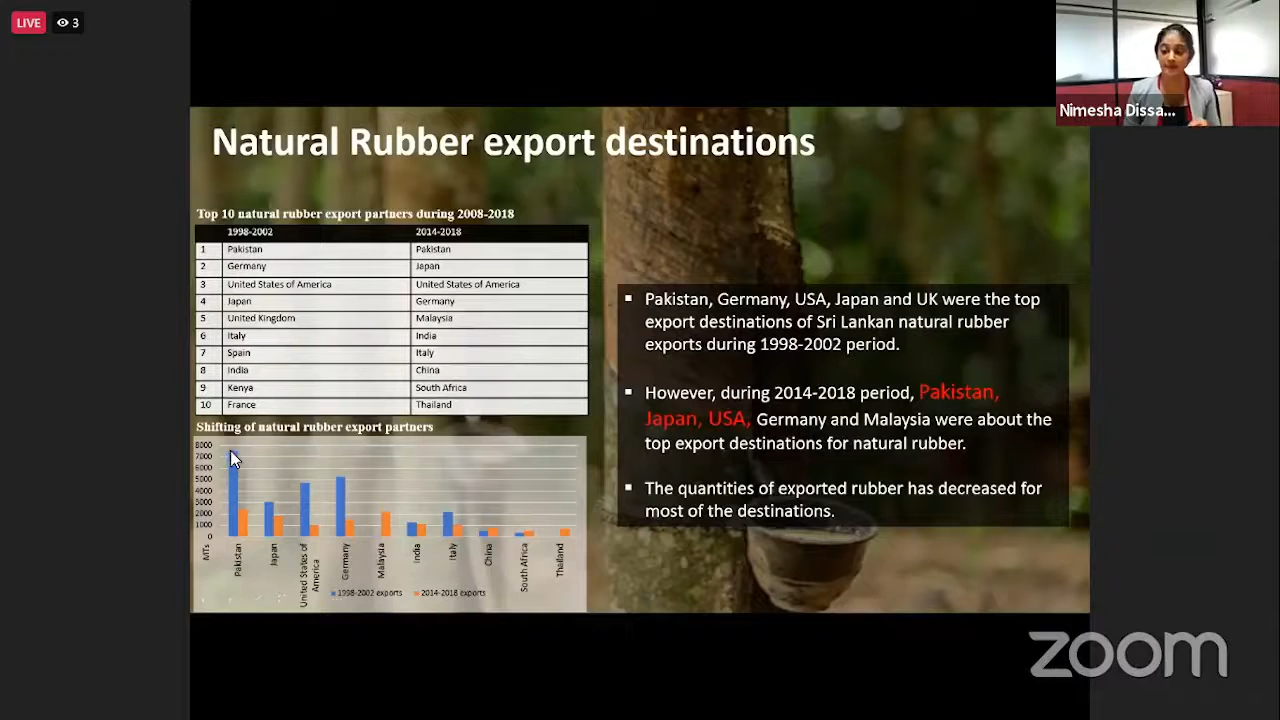 LIVE
3
Nimesha Dissa...
Natural Rubber export destinations
Top 10 natural rubber export partners during 2008-2018
1998-2002 2014-2018
1 Pakistan Pakistan
2 Germany Japan
3 United States of America United States of America
4 Japan Germany
5 United Kingdom Malaysia
6 Italy India
7 Spain Italy
8 India China
9 Kenya South Africa
10 France Thailand
Shifting of natural rubber export partners
8000
7000
6000
5000
4000
3000
2000
1000
0
MTs
Pakistan
Japan
United States of
America
Germany
Malaysia
India
Italy
China
South Africa
Thailand
1998-2002 exports 2014-2018 exports
▪ Pakistan, Germany, USA, Japan and UK were the top
export destinations of Sri Lankan natural rubber
exports during 1998-2002 period.
▪ However, during 2014-2018 period, Pakistan,
Japan, USA, Germany and Malaysia were about the
top export destinations for natural rubber.
▪ The quantities of exported rubber has decreased for
most of the destinations.
zoom